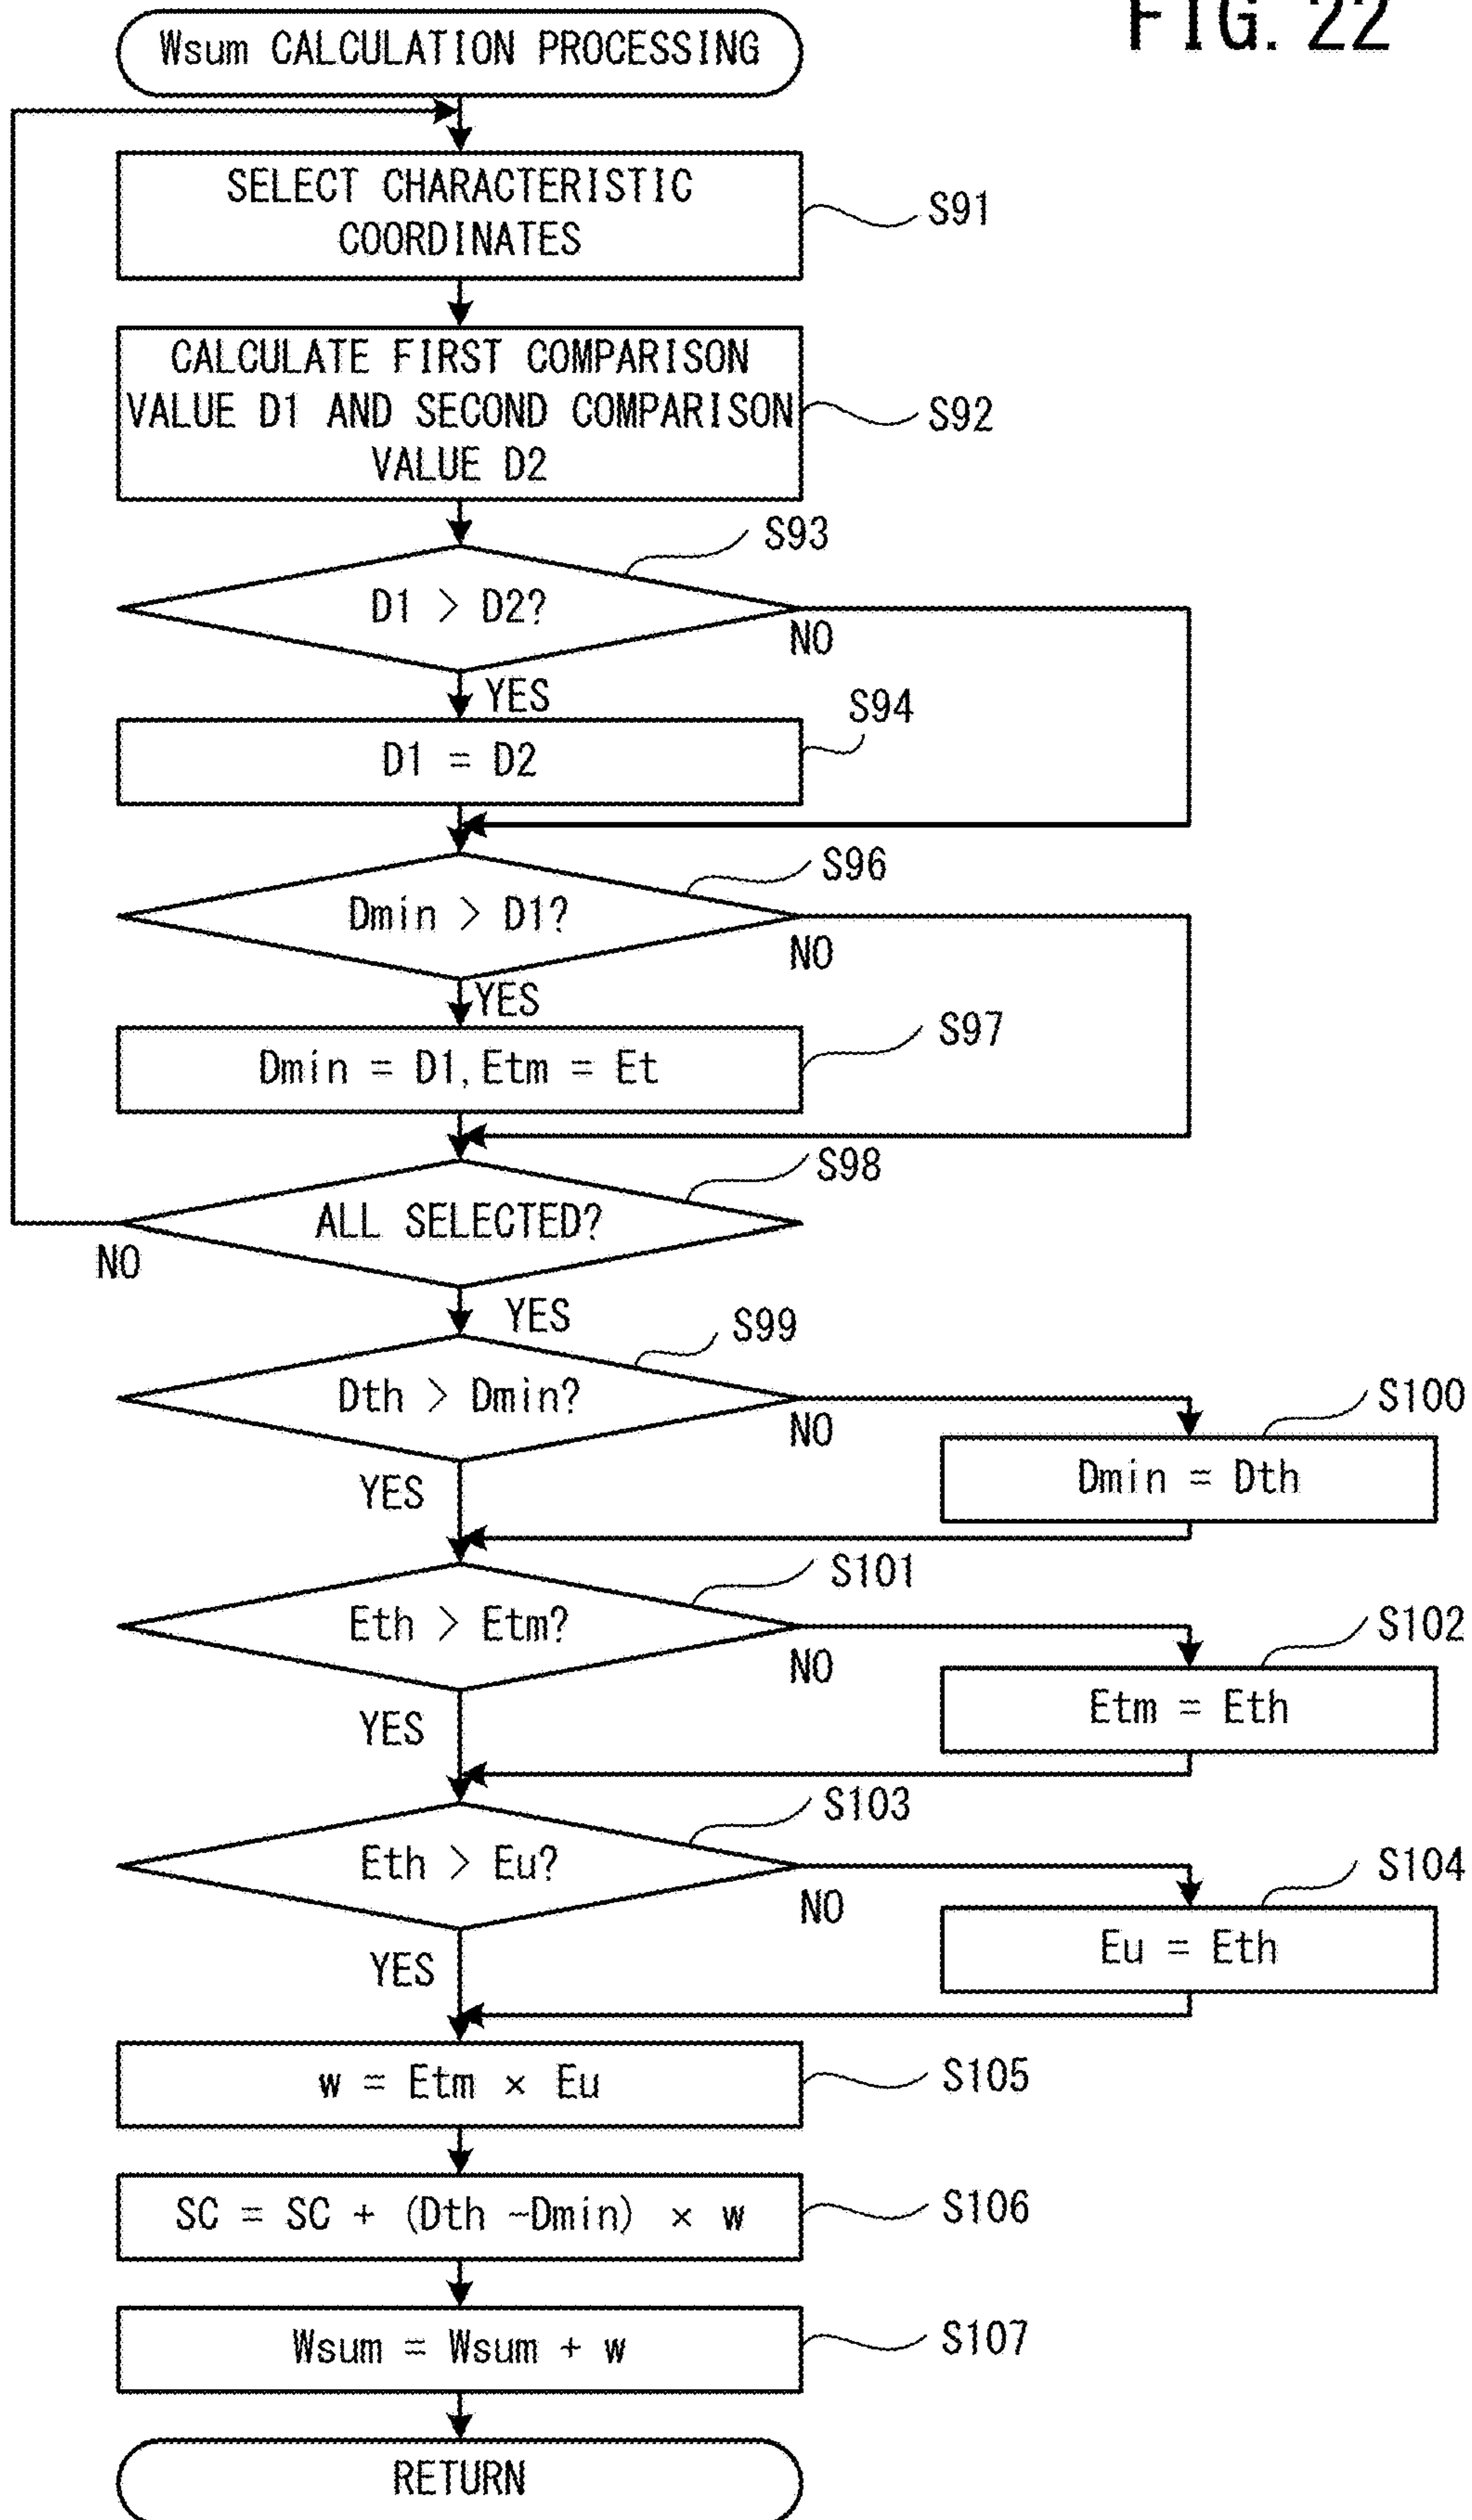 FIG. 22
Wsum CALCULATION PROCESSING
SELECT CHARACTERISTIC
COORDINATES
S91
CALCULATE FIRST COMPARISON
VALUE D1 AND SECOND COMPARISON
VALUE D2
S92
S93
D1 > D2?
NO
YES
S94
D1 = D2
S96
Dmin > D1?
NO
YES
S97
Dmin = D1, Etm = Et
S98
ALL SELECTED?
NO
YES
S99
Dth > Dmin?
NO
S100
Dmin = Dth
YES
S101
Eth > Etm?
NO
S102
Etm = Eth
YES
S103
Eth > Eu?
NO
S104
Eu = Eth
YES
w = Etm × Eu
S105
SC = SC + (Dth -Dmin) × w
S106
Wsum = Wsum + w
S107
RETURN